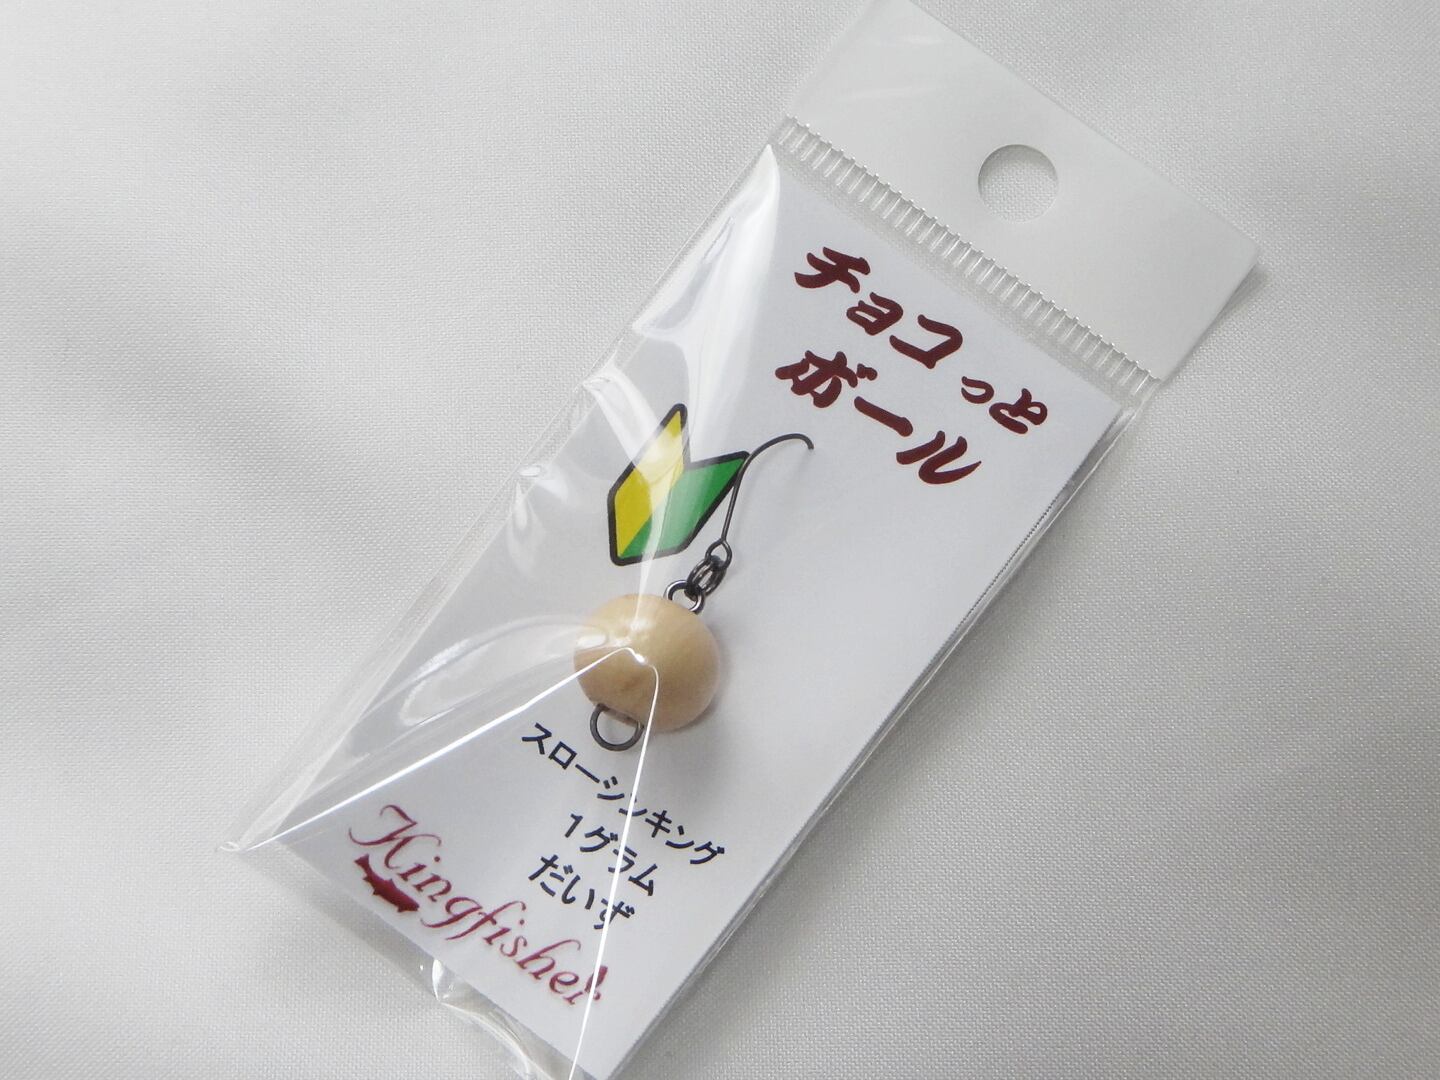 チョコっと
ボール
スローシンキング
1グラム
だいず
Kingfisher